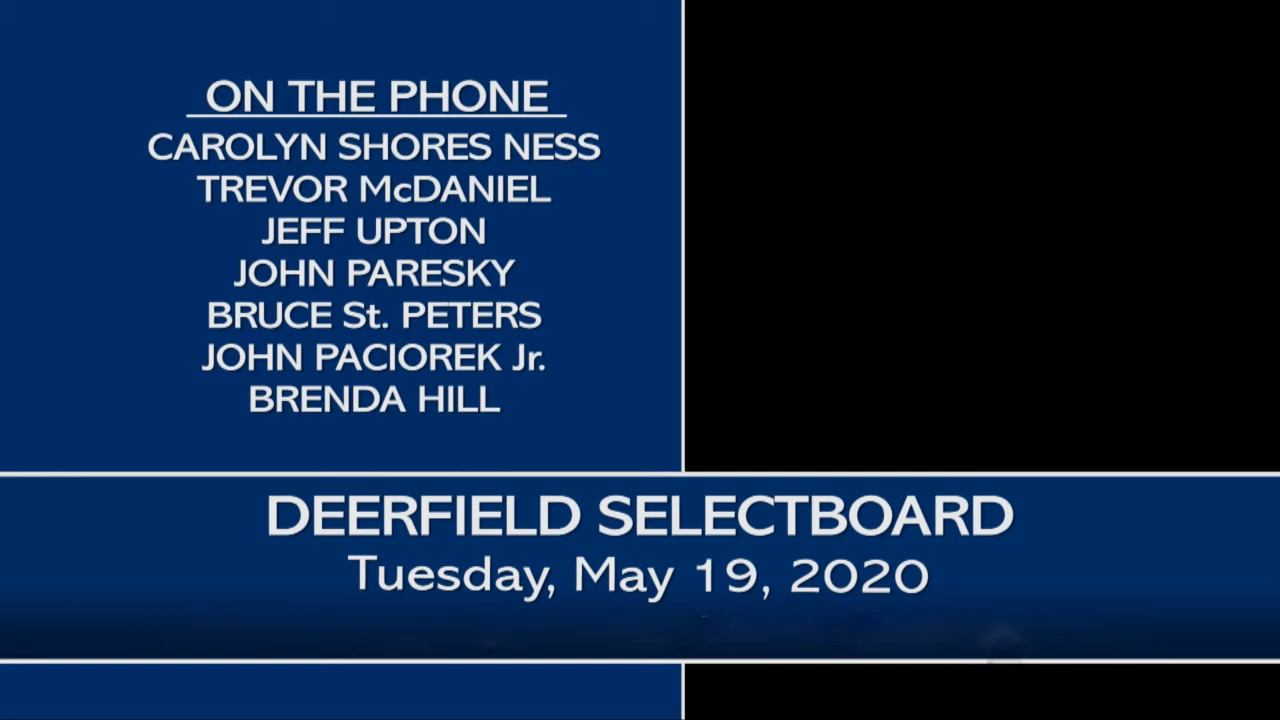 ON THE PHONE
CAROLYN SHORES NESS
TREVOR McDANIEL
JEFF UPTON
JOHN PARESKY
BRUCE St. PETERS
JOHN PACIOREK Jr.
BRENDA HILL
DEERFIELD SELECTBOARD
Tuesday, May 19, 2020